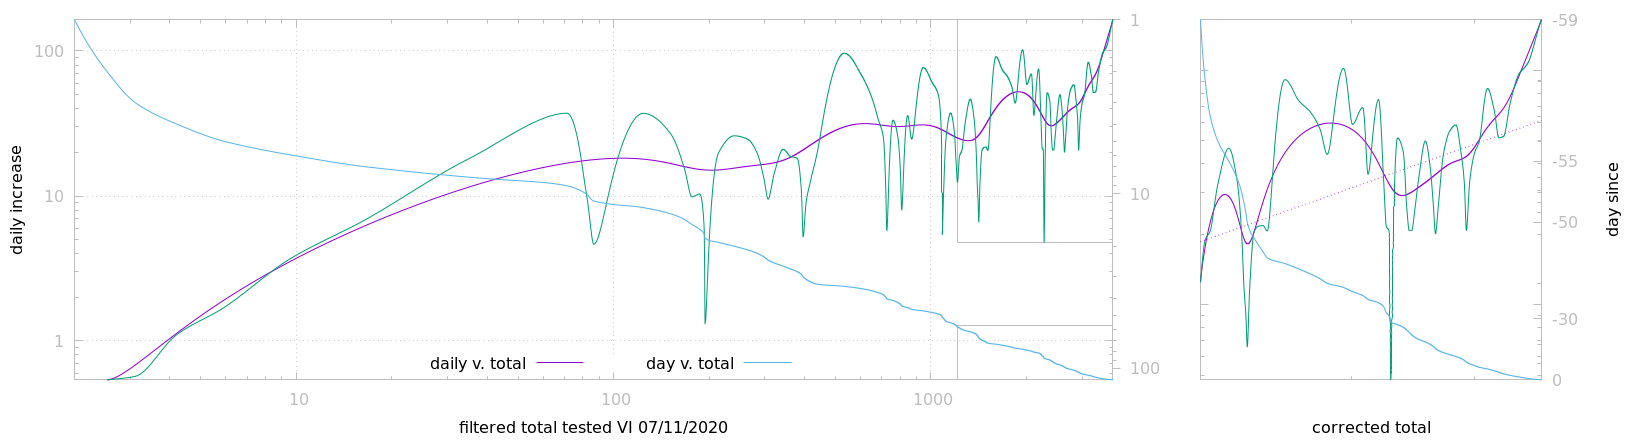 100
10
1
daily increase
10
100
1000
filtered total tested VI 07/11/2020
daily v. total
day v. total
1
10
100
-59
-55
-50
-30
0
day since
corrected total